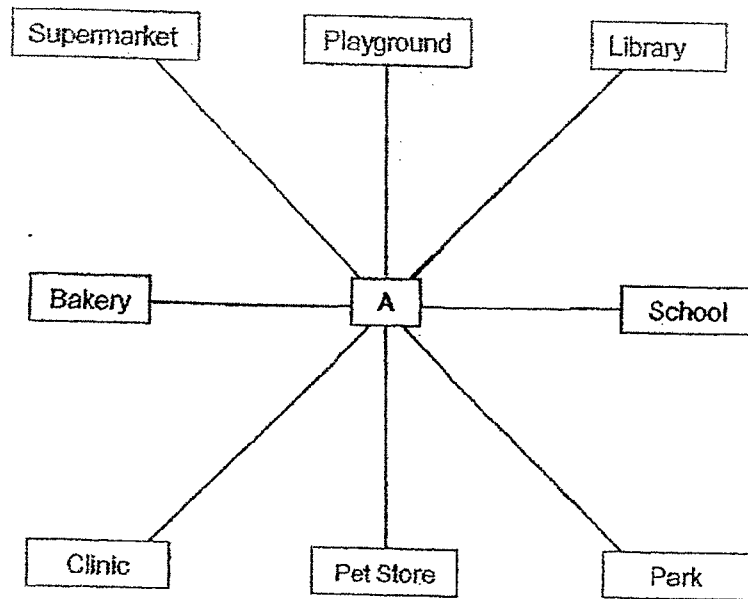 Supermarket
Playground
Library
Bakery
A
School
Clinic
Pet Store
Park